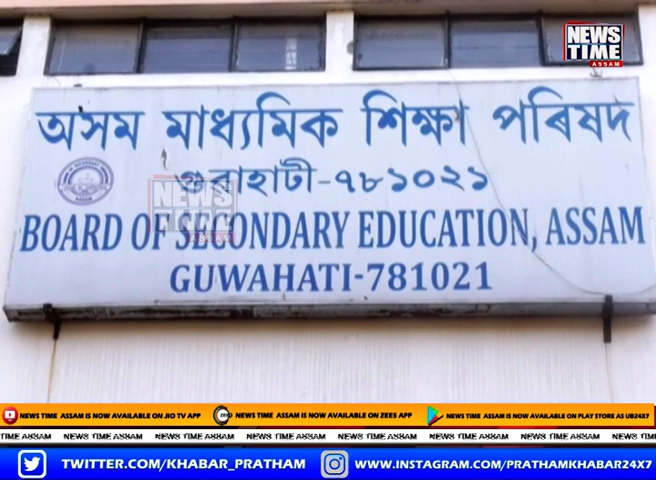 NEWS
TIME
ASSAM
অসম মাধ্যমিক শিক্ষা পৰিষদ
গুৱাহাটী-৭৮১০২১
BOARD OF SECONDARY EDUCATION, ASSAM
GUWAHATI-781021
NEWS TIME ASSAM IS NOW AVAILABLE ON JIO TV APP NEWS TIME ASSAM IS NOW AVAILABLE ON ZEE5 APP NEWS TIME ASSAM IS NOW AVAILABLE ON PLAY STORE AS UB24X7
TIME ASSAM NEWS TIME ASSAM NEWS TIME ASSAM NEWS TIME ASSAM NEWS TIME ASSAM NEWS TIME ASSAM NEWS TIME ASSAM
TWITTER.COM/KHABAR_PRATHAM WWW.INSTAGRAM.COM/PRATHAMKHABAR24X7